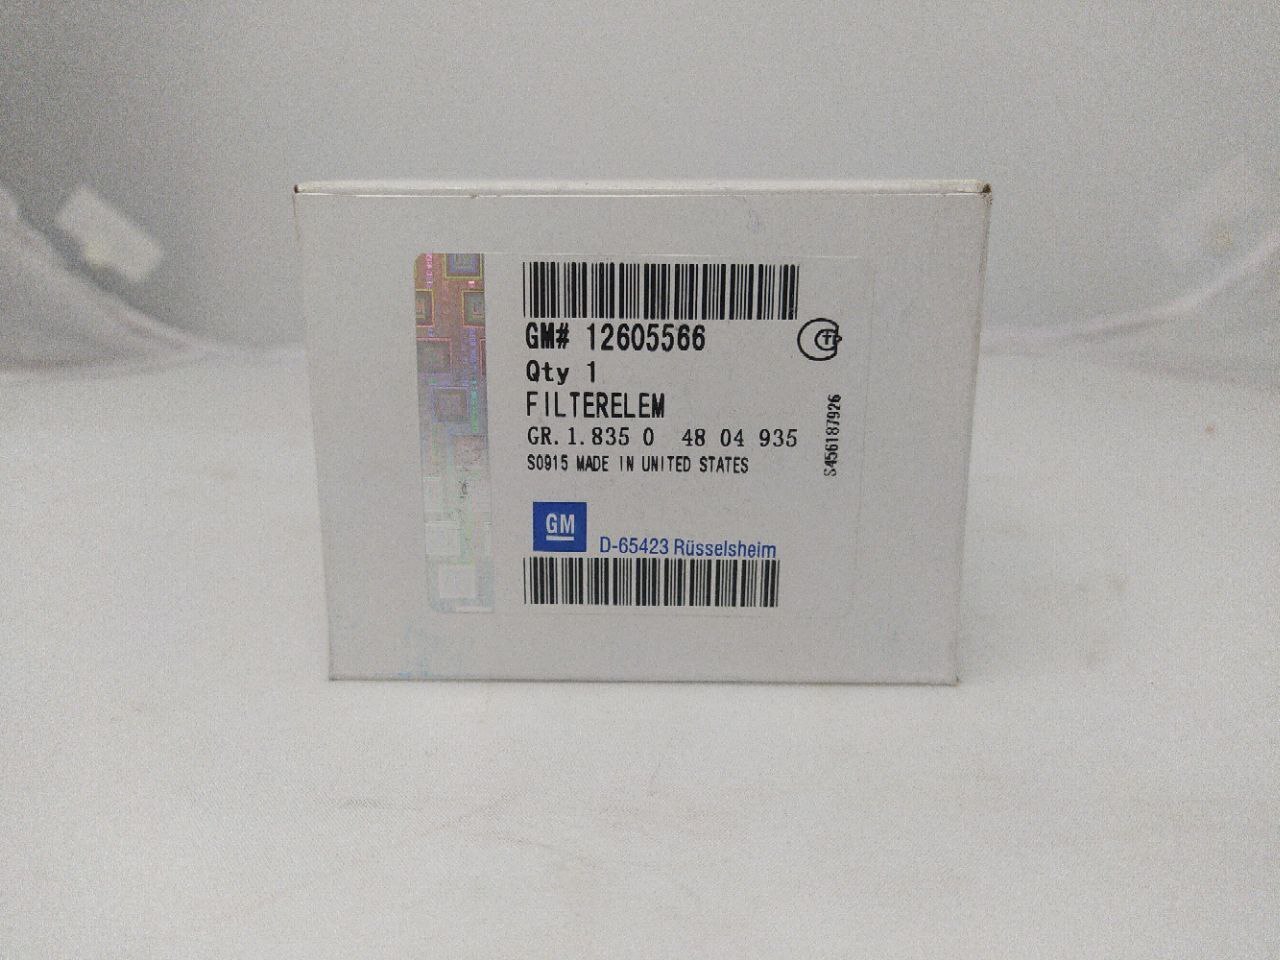 GM# 12605566
Qty 1
FILTERELEM
GR. 1. 835 0 48 04 935
S0915 MADE IN UNITED STATES
S456187926
GM
D-65423 Rüsselsheim